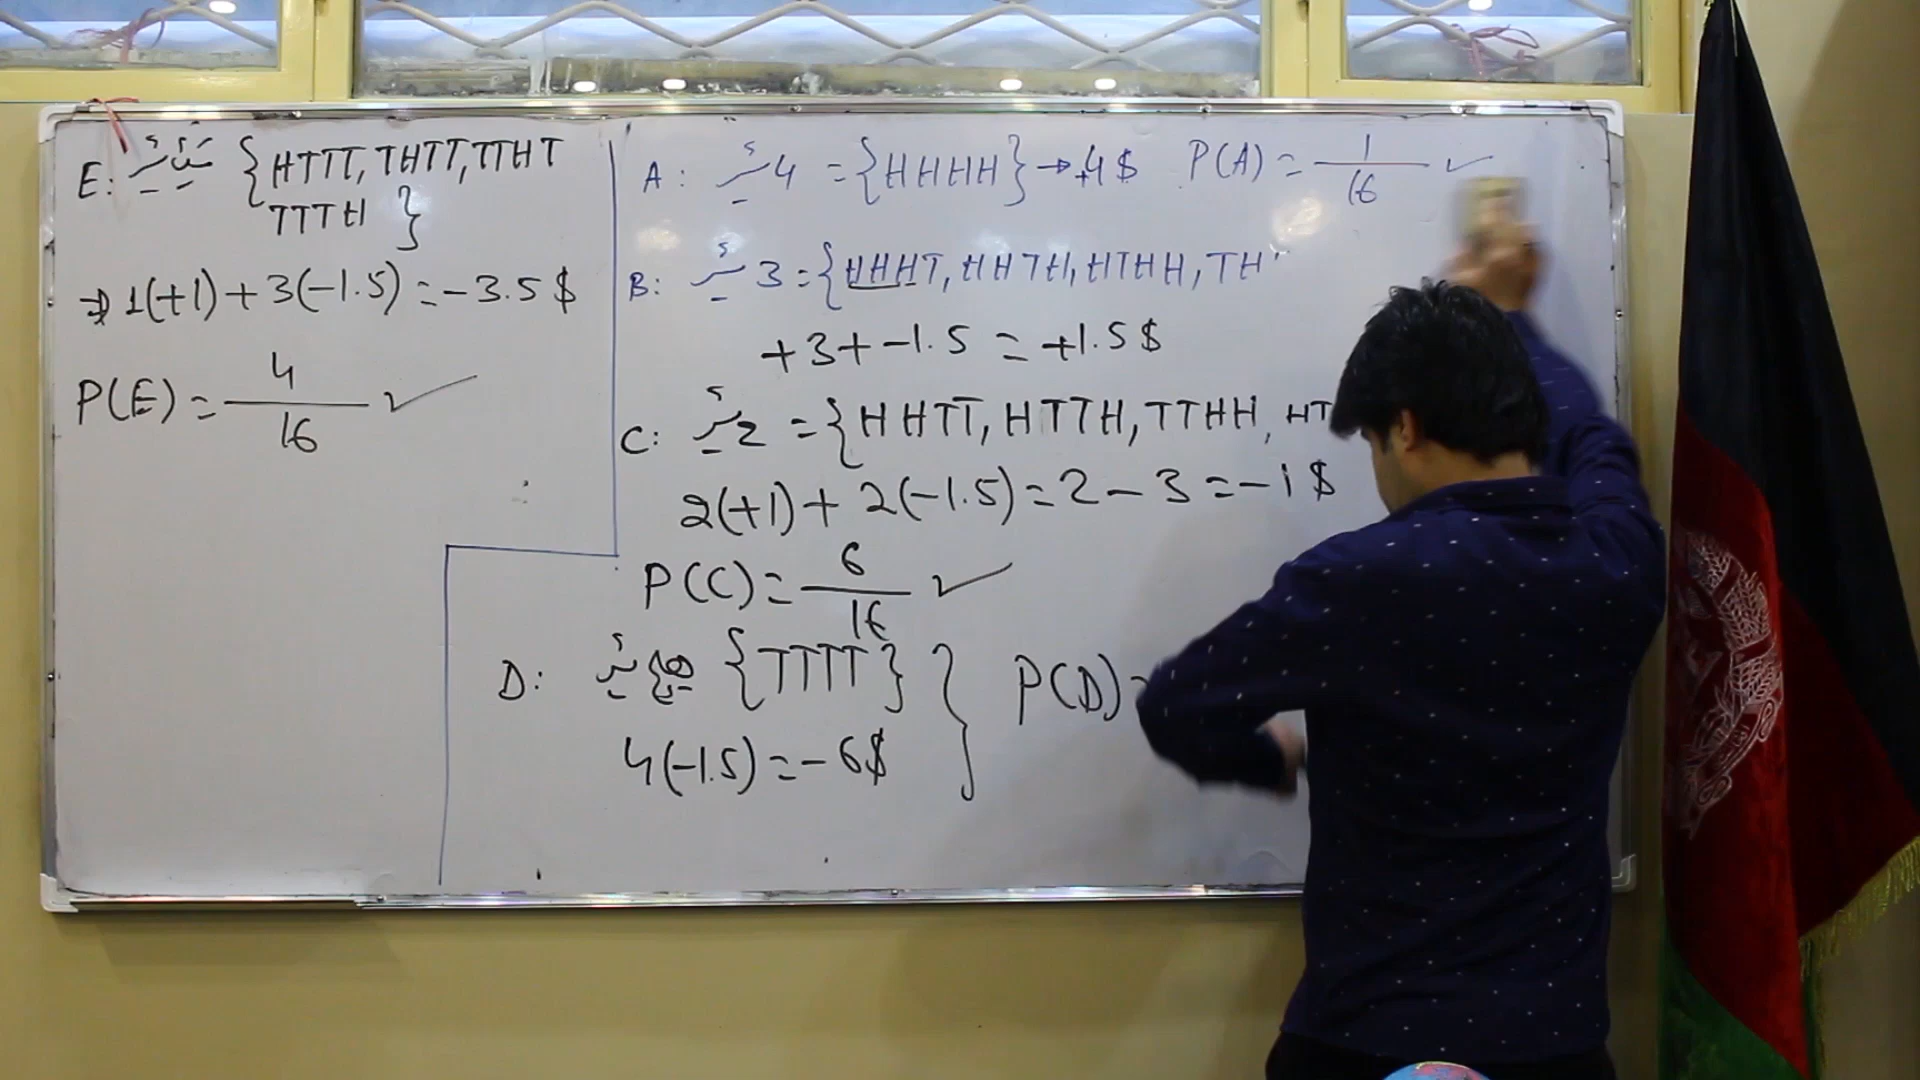 E: {HTTT, THTT, TTHT
TTTH }
⇒ 1(+1) + 3(-1.5) = -3.5 $
P(E) = 4/16 ✓
A: 4 = {HHHH} → +4 $ P(A) = 1/16 ✓
B: 3 = {HHHT, HHTH, HTHH, TH
+3 + -1.5 = +1.5 $
C: 2 = {HHTT, HTTH, TTHH, HT
2(+1) + 2(-1.5) = 2 - 3 = -1 $
P(C) = 6/16 ✓
D: {TTTT} } P(D) =
4(-1.5) = -6 $